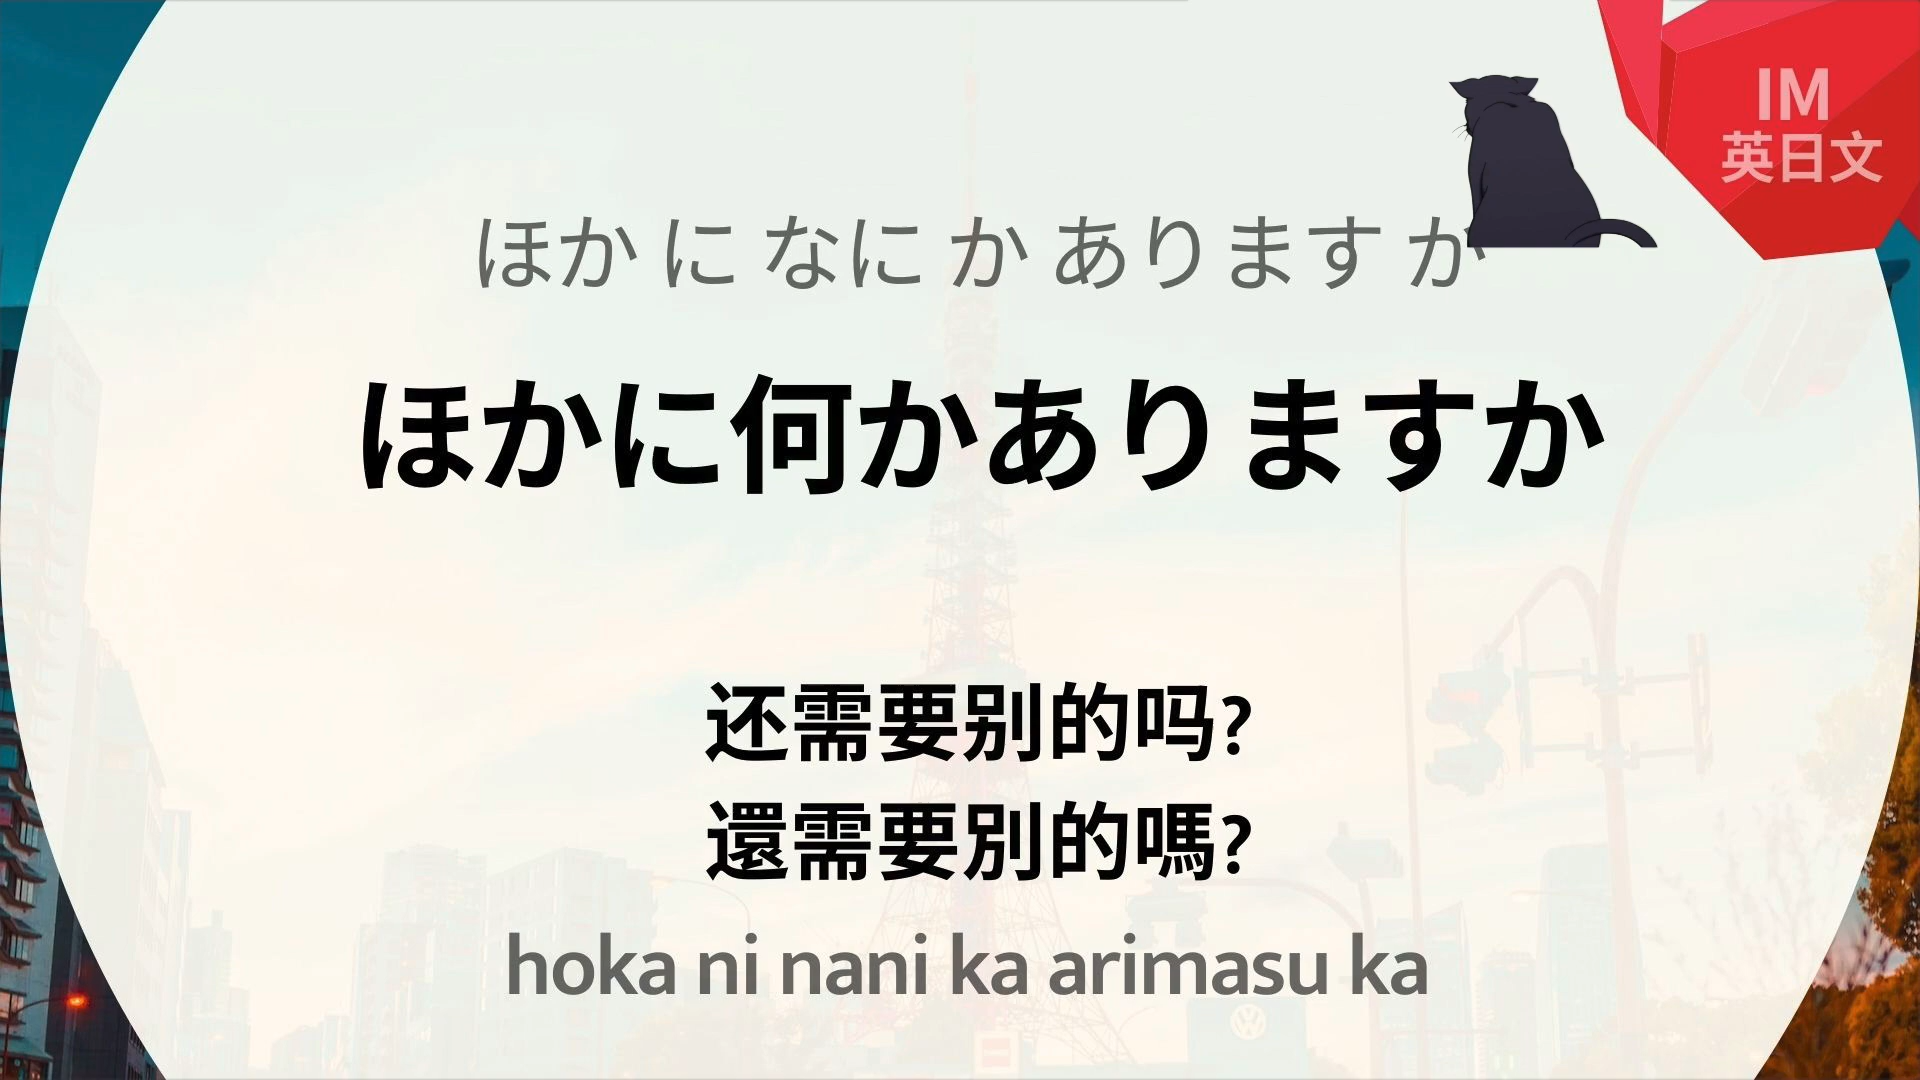 IM
英日文
ほか に なに か あります か
ほかに何かありますか
还需要别的吗?
還需要別的嗎?
hoka ni nani ka arimasu ka